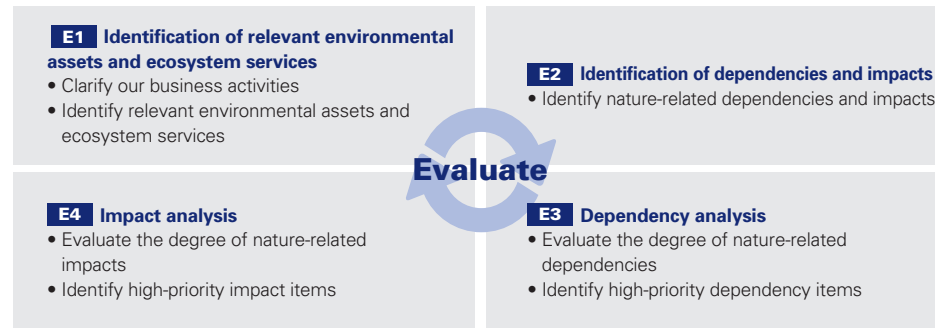 E1 Identification of relevant environmental
assets and ecosystem services
• Clarify our business activities
• Identify relevant environmental assets and
ecosystem services
E2 Identification of dependencies and impacts
• Identify nature-related dependencies and impacts
Evaluate
E4 Impact analysis
• Evaluate the degree of nature-related
impacts
• Identify high-priority impact items
E3 Dependency analysis
• Evaluate the degree of nature-related
dependencies
• Identify high-priority dependency items